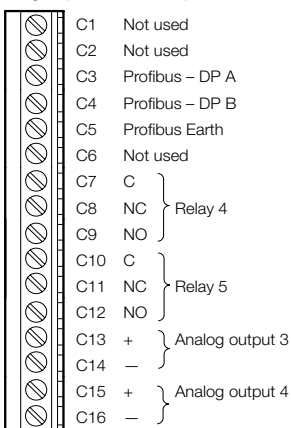 C1 Not used
C2 Not used
C3 Profibus – DP A
C4 Profibus – DP B
C5 Profibus Earth
C6 Not used
C7 C
C8 NC Relay 4
C9 NO
C10 C
C11 NC Relay 5
C12 NO
C13 + Analog output 3
C14 –
C15 + Analog output 4
C16 –